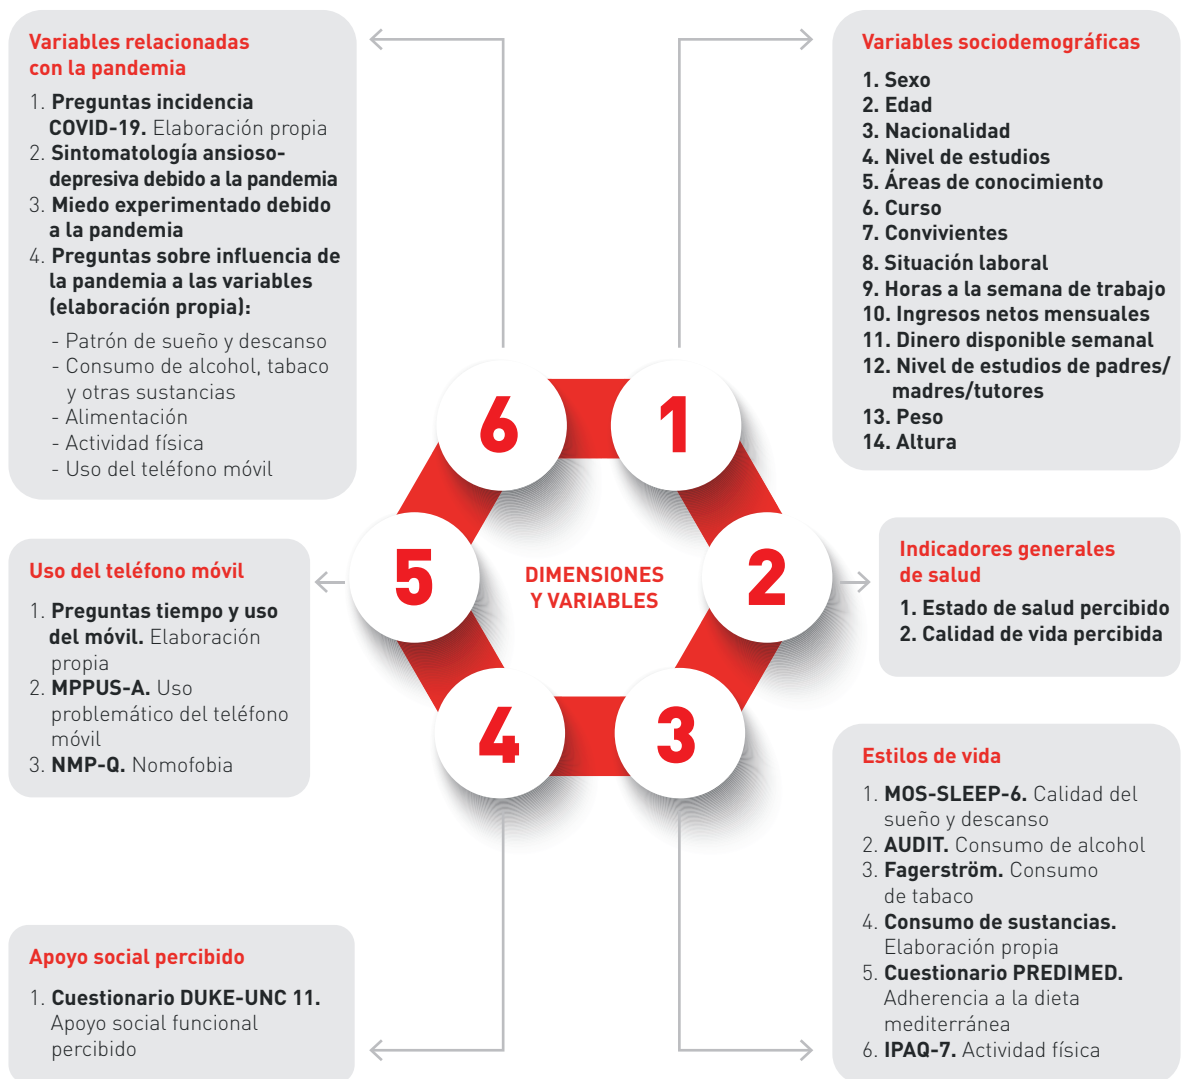 Variables relacionadas
con la pandemia
1. Preguntas incidencia
COVID-19. Elaboración propia
2. Sintomatología ansioso-
depresiva debido a la pandemia
3. Miedo experimentado debido
a la pandemia
4. Preguntas sobre influencia de
la pandemia a las variables
(elaboración propia):
- Patrón de sueño y descanso
- Consumo de alcohol, tabaco
y otras sustancias
- Alimentación
- Actividad física
- Uso del teléfono móvil
Variables sociodemográficas
1. Sexo
2. Edad
3. Nacionalidad
4. Nivel de estudios
5. Áreas de conocimiento
6. Curso
7. Convivientes
8. Situación laboral
9. Horas a la semana de trabajo
10. Ingresos netos mensuales
11. Dinero disponible semanal
12. Nivel de estudios de padres/
madres/tutores
13. Peso
14. Altura
6
1
5
2
4
3
DIMENSIONES
Y VARIABLES
Uso del teléfono móvil
1. Preguntas tiempo y uso
del móvil. Elaboración
propia
2. MPPUS-A. Uso
problemático del teléfono
móvil
3. NMP-Q. Nomofobia
Indicadores generales
de salud
1. Estado de salud percibido
2. Calidad de vida percibida
Estilos de vida
1. MOS-SLEEP-6. Calidad del
sueño y descanso
2. AUDIT. Consumo de alcohol
3. Fagerström. Consumo
de tabaco
4. Consumo de sustancias.
Elaboración propia
5. Cuestionario PREDIMED.
Adherencia a la dieta
mediterránea
6. IPAQ-7. Actividad física
Apoyo social percibido
1. Cuestionario DUKE-UNC 11.
Apoyo social funcional
percibido